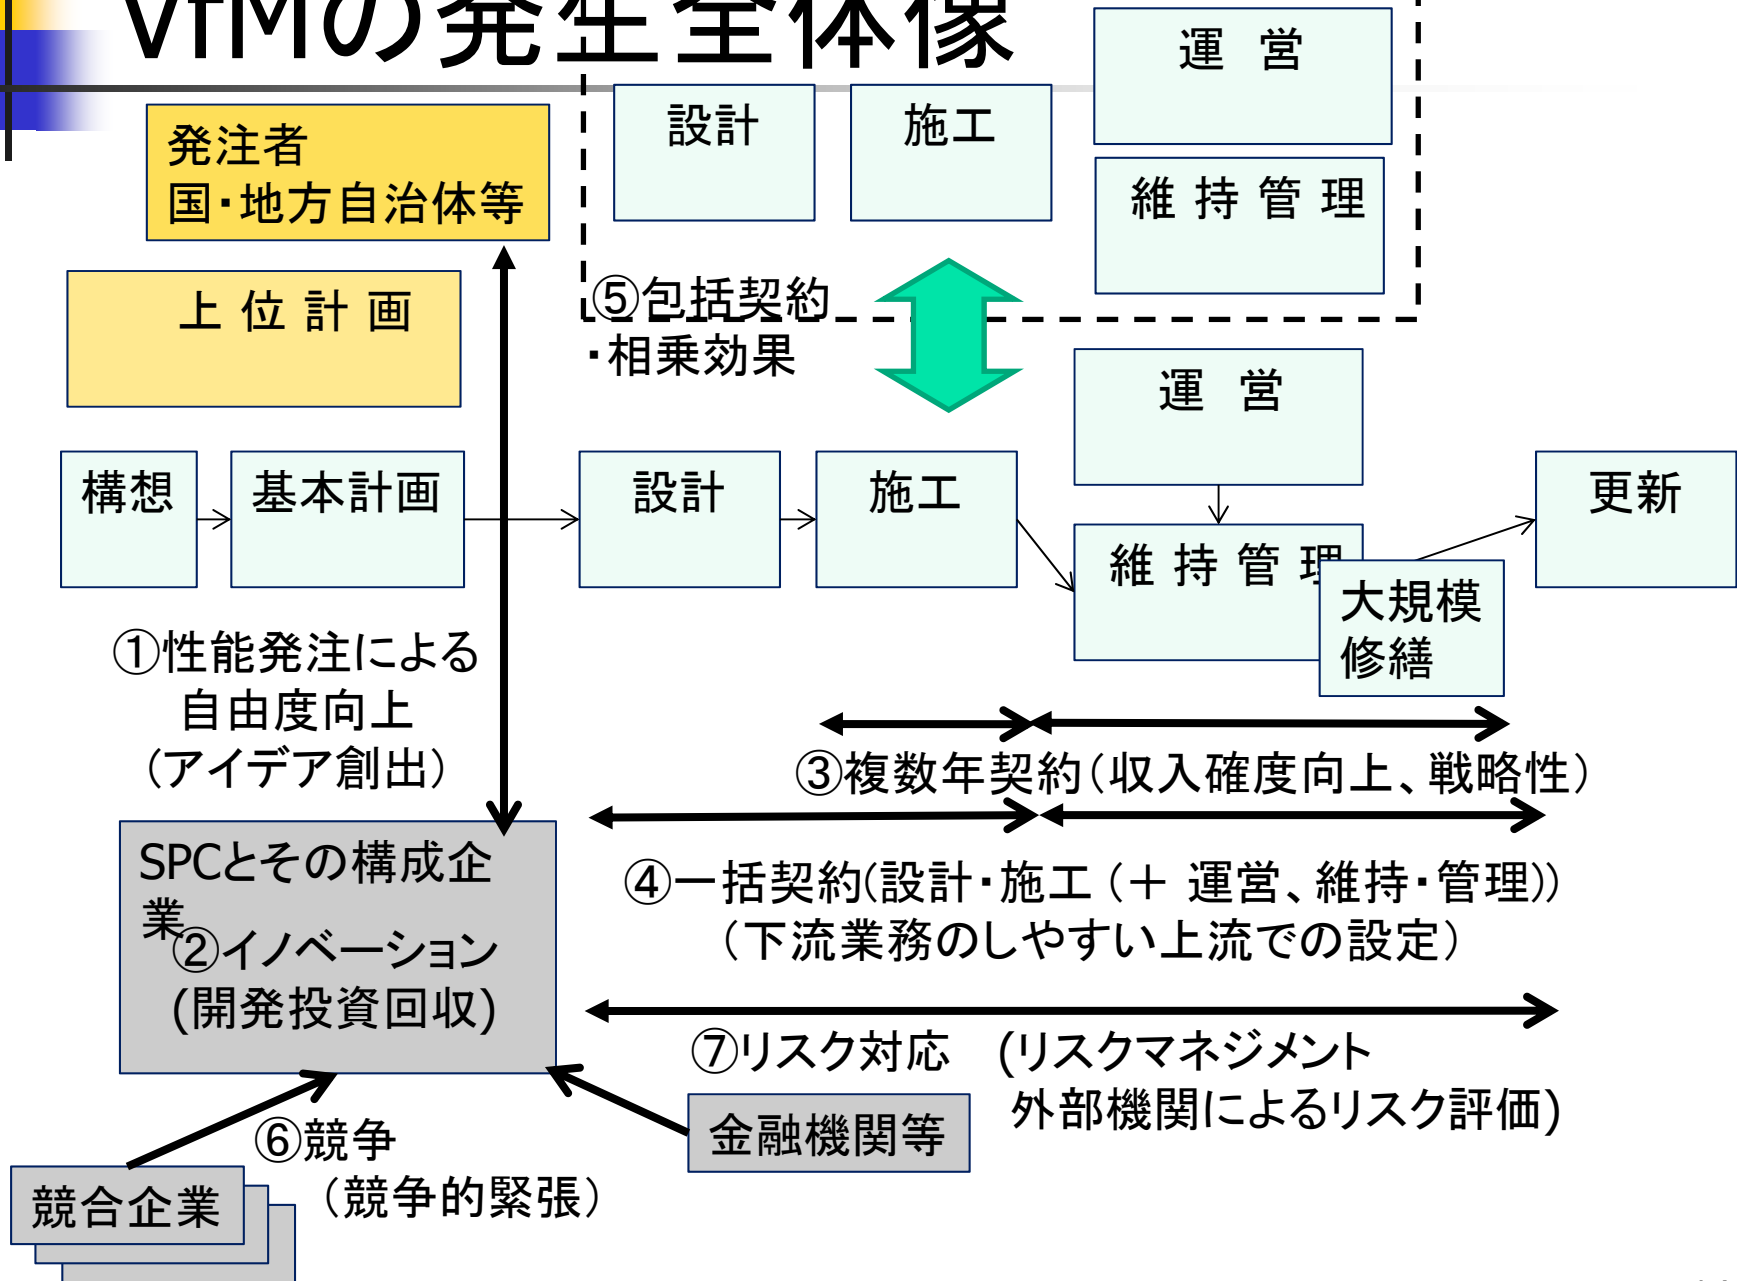 VfMの発生全体像
運 営
設計
施工
発注者
国・地方自治体等
維 持 管 理
上 位 計 画
⑤包括契約
・相乗効果
運 営
構想
基本計画
設計
施工
更新
維 持 管 理
大規模
修繕
①性能発注による
自由度向上
（アイデア創出）
③複数年契約（収入確度向上、戦略性）
SPCとその構成企
業
②イノベーション
(開発投資回収)
④一括契約(設計・施工（＋ 運営、維持・管理))
（下流業務のしやすい上流での設定）
⑦リスク対応 (リスクマネジメント
外部機関によるリスク評価)
金融機関等
⑥競争
（競争的緊張）
競合企業